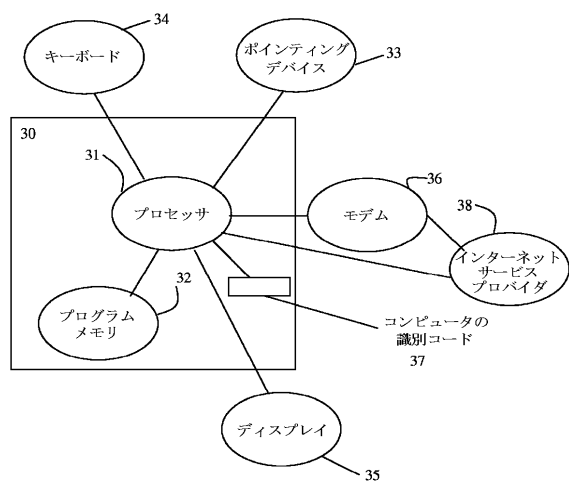 34
キーボード
ポインティング
デバイス
33
30
31
プロセッサ
36
モデム
38
インターネット
サービス
プロバイダ
32
プログラム
メモリ
コンピュータの
識別コード
37
ディスプレイ
35